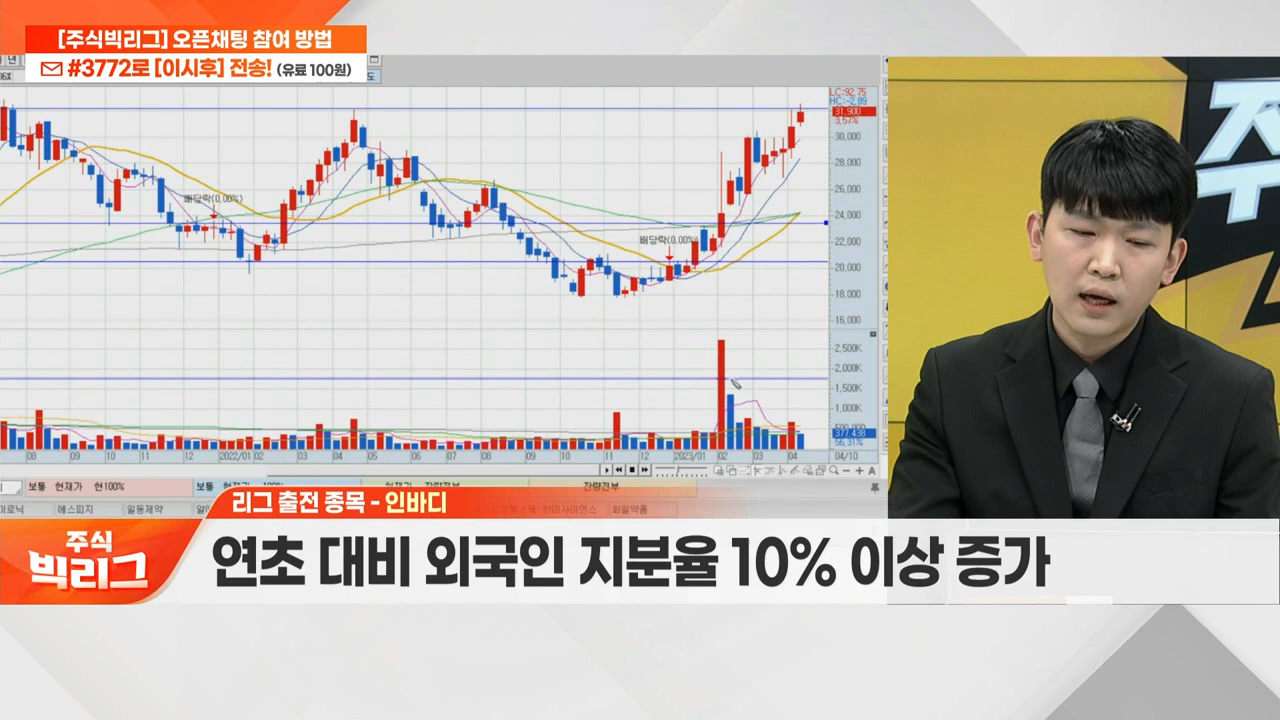 [주식빅리그] 오픈채팅 참여 방법
#3772로 [이시후] 전송! (유료 100원)
LC:92.75
HC:-2.89
31,900
3.57%
30,000
28,000
26,000
24,000
22,000
20,000
18,000
16,000
배당락(0.00%)
배당락(0.00%)
2,500K
2,000K
1,500K
1,000K
377,438
56.31%
08 09 10 11 12 2022/01 02 03 04 05 06 07 08 09 10 11 12 2023/01 02 03 04 04/10
보통 현재가 현100% 보통
에스피지 일동제약
리그 출전 종목 - 인바디
주식
빅리그
연초 대비 외국인 지분율 10% 이상 증가
주